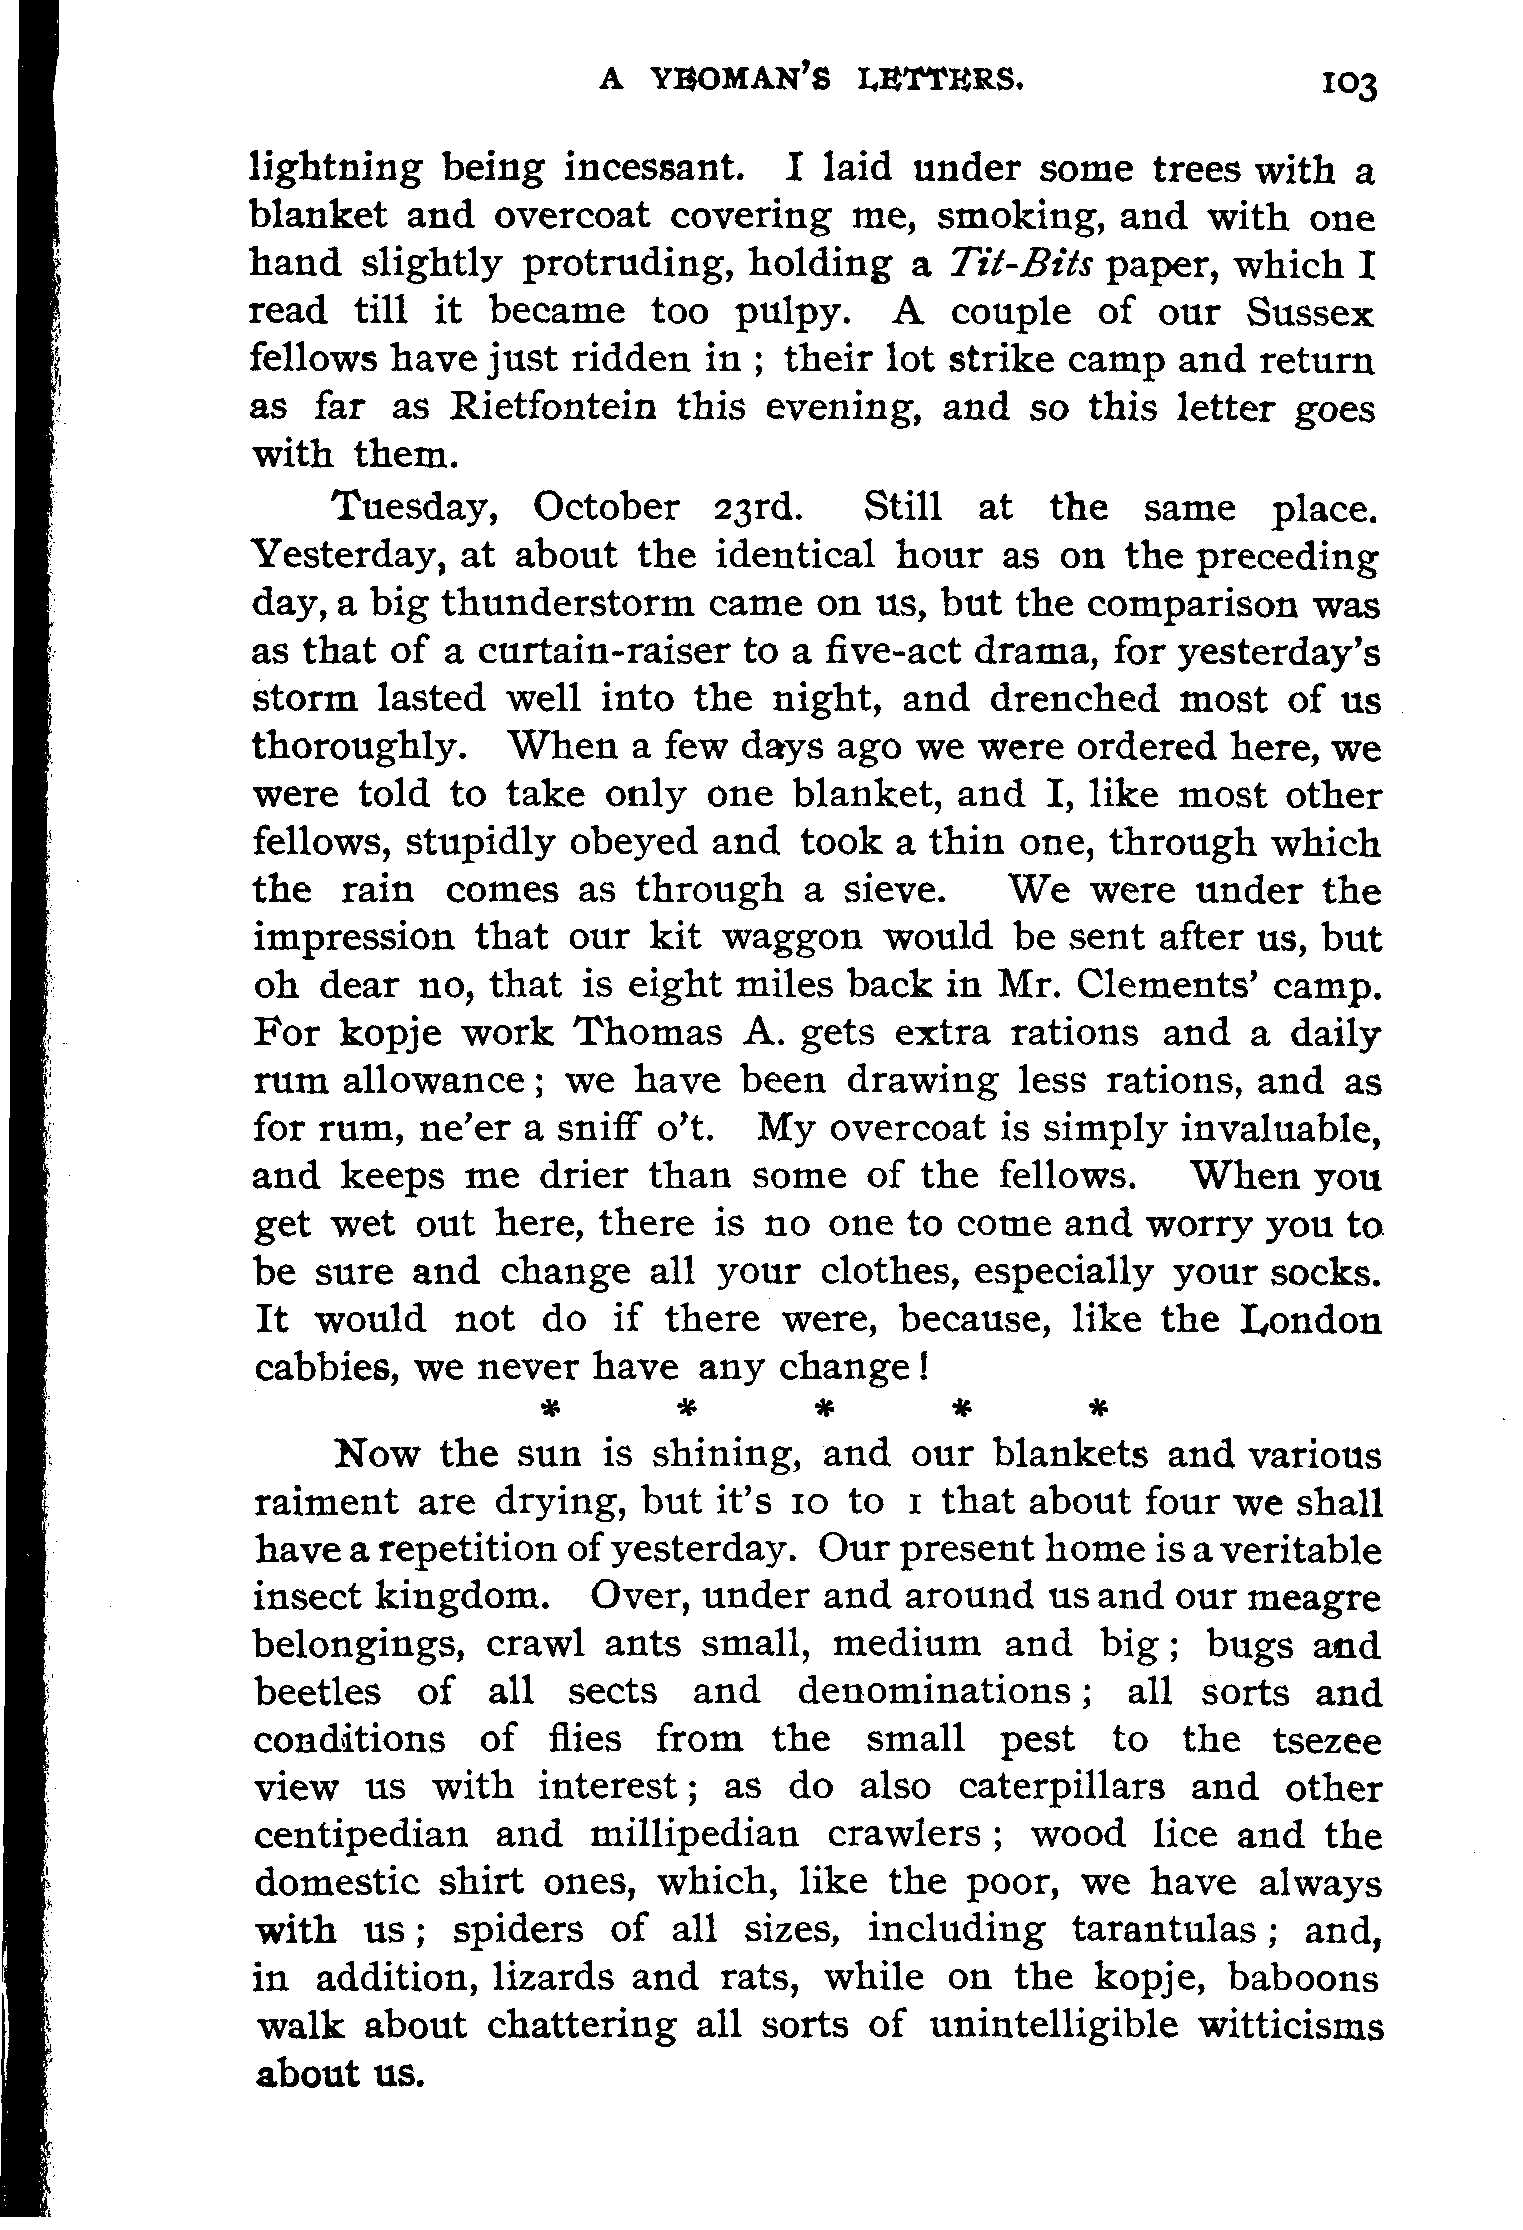 A YEOMAN'S LETTERS. 103
lightning being incessant. I laid under some trees with a
blanket and overcoat covering me, smoking, and with one
hand slightly protruding, holding a Tit-Bits paper, which I
read till it became too pulpy. A couple of our Sussex
fellows have just ridden in ; their lot strike camp and return
as far as Rietfontein this evening, and so this letter goes
with them.
Tuesday, October 23rd. Still at the same place.
Yesterday, at about the identical hour as on the preceding
day, a big thunderstorm came on us, but the comparison was
as that of a curtain-raiser to a five-act drama, for yesterday's
storm lasted well into the night, and drenched most of us
thoroughly. When a few days ago we were ordered here, we
were told to take only one blanket, and I, like most other
fellows, stupidly obeyed and took a thin one, through which
the rain comes as through a sieve. We were under the
impression that our kit waggon would be sent after us, but
oh dear no, that is eight miles back in Mr. Clements' camp.
For kopje work Thomas A. gets extra rations and a daily
rum allowance ; we have been drawing less rations, and as
for rum, ne'er a sniff o't. My overcoat is simply invaluable,
and keeps me drier than some of the fellows. When you
get wet out here, there is no one to come and worry you to
be sure and change all your clothes, especially your socks.
It would not do if there were, because, like the London
cabbies, we never have any change !
* * * * *
Now the sun is shining, and our blankets and various
raiment are drying, but it's 10 to 1 that about four we shall
have a repetition of yesterday. Our present home is a veritable
insect kingdom. Over, under and around us and our meagre
belongings, crawl ants small, medium and big ; bugs and
beetles of all sects and denominations ; all sorts and
conditions of flies from the small pest to the tsezee
view us with interest ; as do also caterpillars and other
centipedian and millipedian crawlers ; wood lice and the
domestic shirt ones, which, like the poor, we have always
with us ; spiders of all sizes, including tarantulas ; and,
in addition, lizards and rats, while on the kopje, baboons
walk about chattering all sorts of unintelligible witticisms
about us.